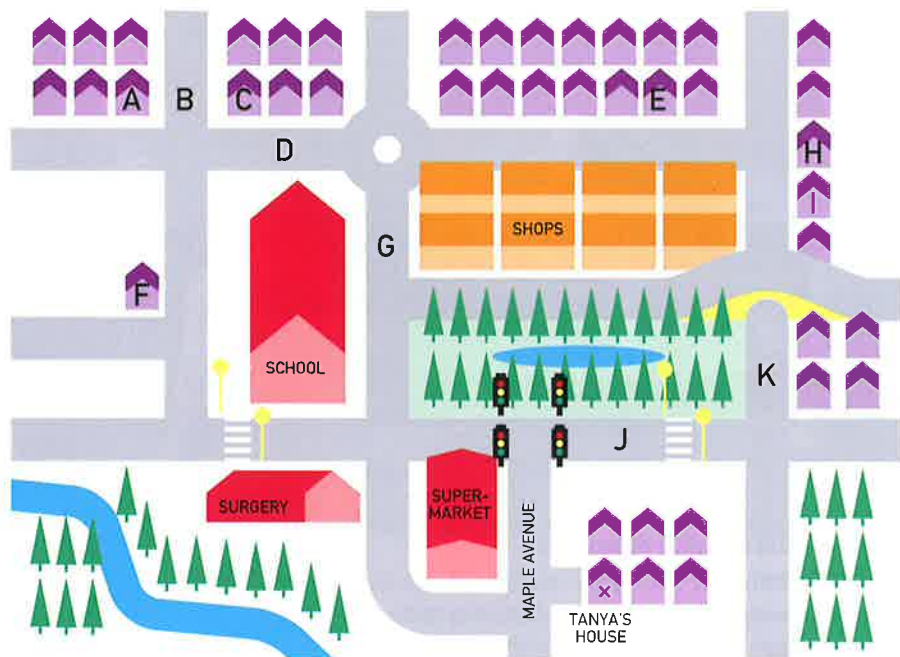 A
B
C
E
D
H
I
SHOPS
G
F
SCHOOL
K
J
SURGERY
SUPER-
MARKET
MAPLE AVENUE
x
TANYA'S
HOUSE